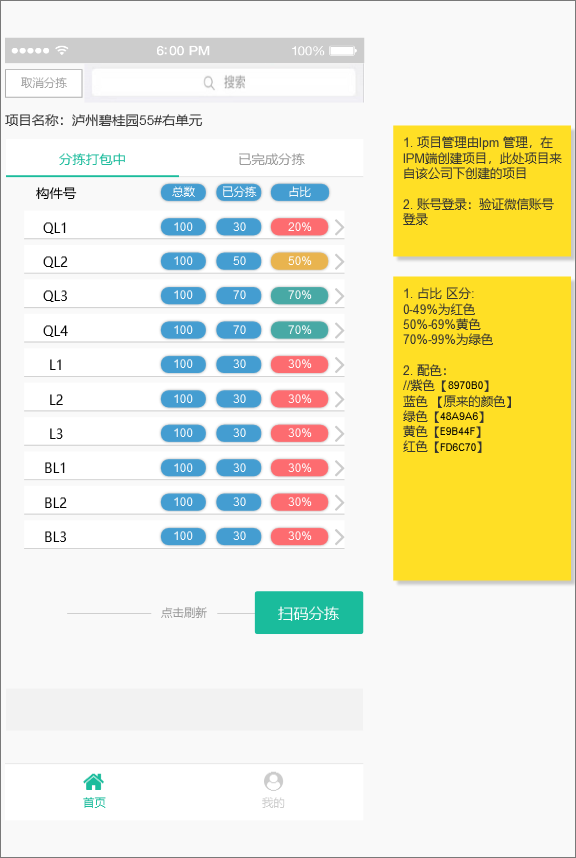 6:00 PM 100%
取消分拣 搜索
项目名称：泸州碧桂园55#右单元
分拣打包中 已完成分拣
构件号 总数 已分拣 占比
QL1 100 30 20%
QL2 100 50 50%
QL3 100 70 70%
QL4 100 70 70%
L1 100 30 30%
L2 100 30 30%
L3 100 30 30%
BL1 100 30 30%
BL2 100 30 30%
BL3 100 30 30%
点击刷新 扫码分拣
首页 我的
1. 项目管理由Ipm 管理，在
IPM端创建项目，此处项目来
自该公司下创建的项目
2. 账号登录：验证微信账号
登录
1. 占比 区分:
0-49%为红色
50%-69%黄色
70%-99%为绿色
2. 配色：
//紫色【8970B0】
蓝色 【原来的颜色】
绿色【48A9A6】
黄色【E9B44F】
红色【FD6C70】